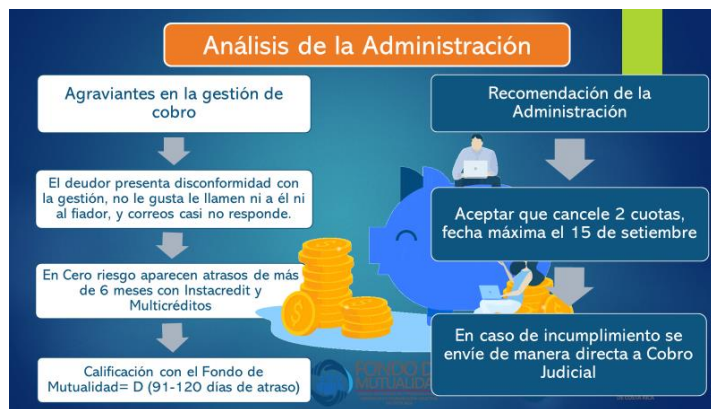 Análisis de la Administración
Agraviantes en la gestión de
cobro
El deudor presenta disconformidad con
la gestión, no le gusta le llamen ni a él ni
al fiador, y correos casi no responde.
En Cero riesgo aparecen atrasos de más
de 6 meses con Instacredit y
Multicréditos
Calificación con el Fondo de
Mutualidad= D (91-120 días de atraso)
Recomendación de la
Administración
Aceptar que cancele 2 cuotas,
fecha máxima el 15 de setiembre
En caso de incumplimiento se
envíe de manera directa a Cobro
Judicial
FONDO D
MUTUALIDA
DE COSTA RICA